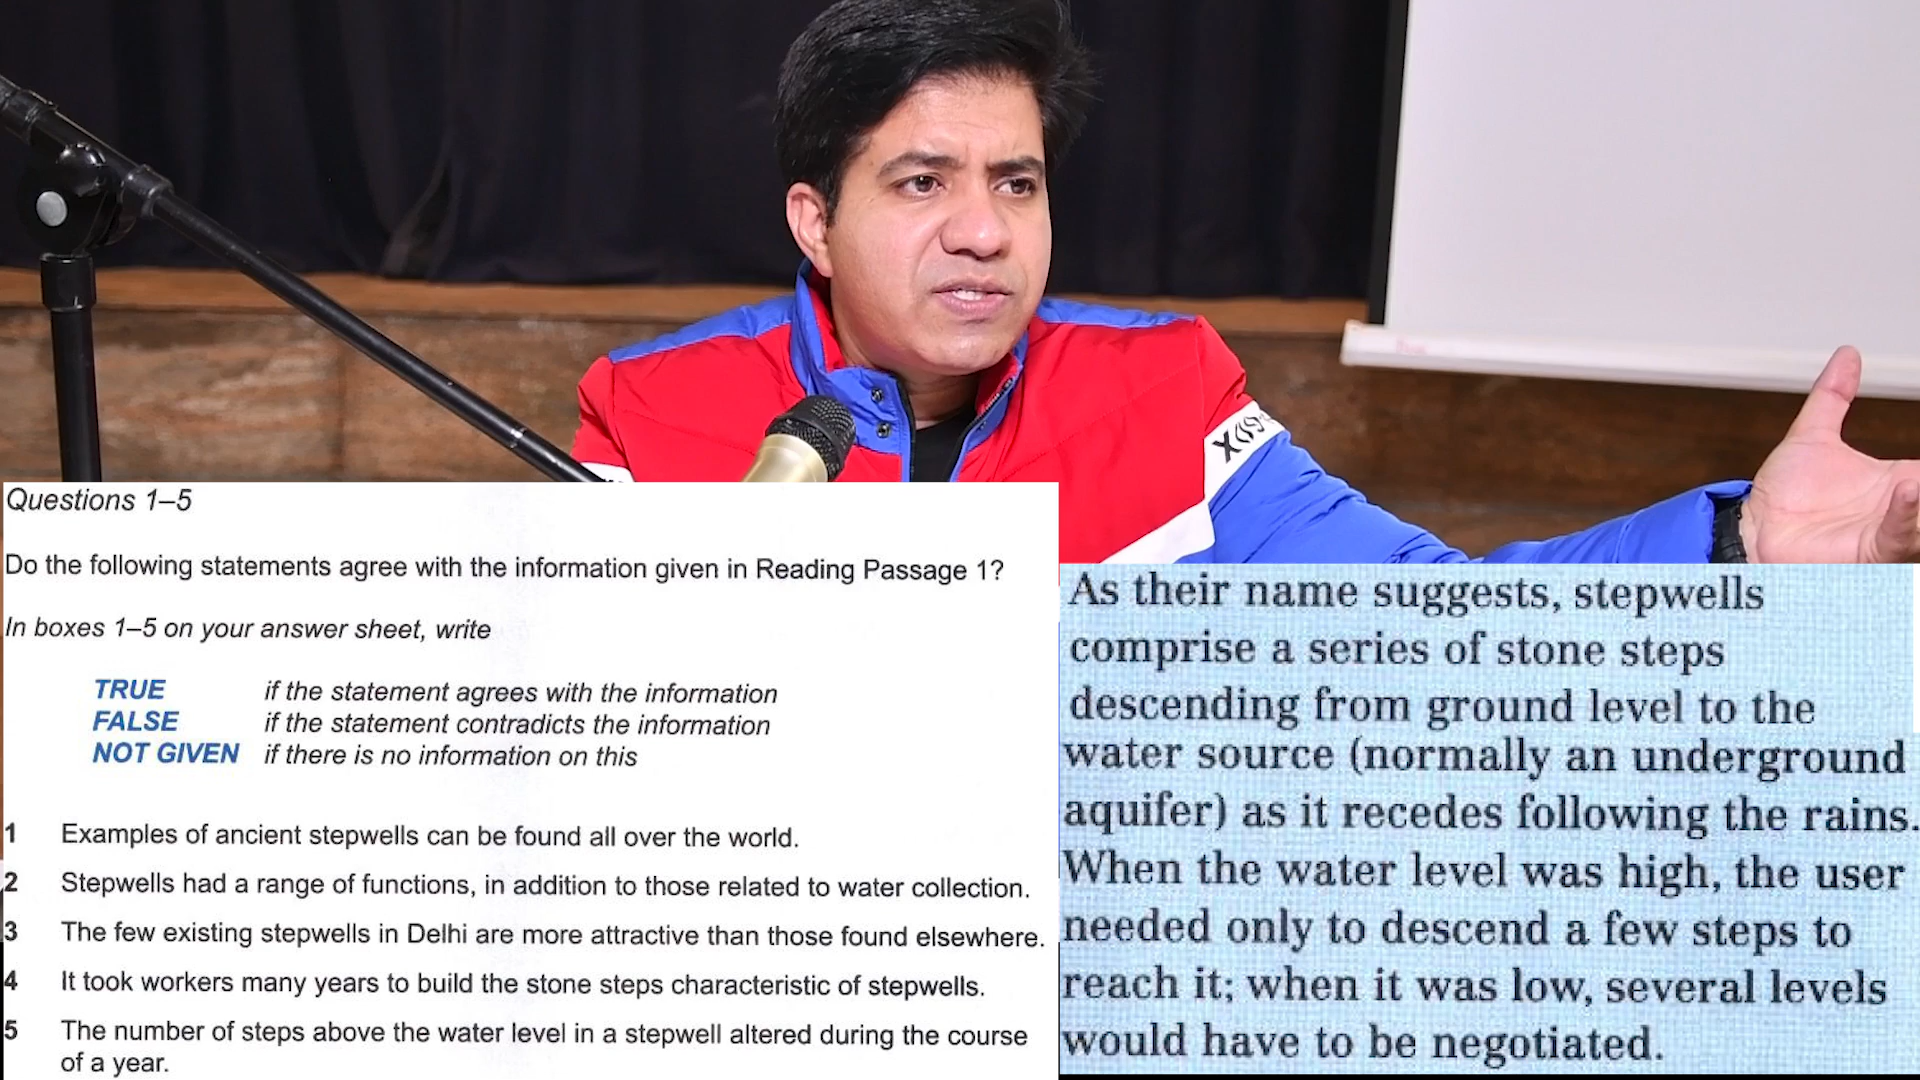 Questions 1–5
Do the following statements agree with the information given in Reading Passage 1?
In boxes 1–5 on your answer sheet, write
TRUE if the statement agrees with the information
FALSE if the statement contradicts the information
NOT GIVEN if there is no information on this
1 Examples of ancient stepwells can be found all over the world.
2 Stepwells had a range of functions, in addition to those related to water collection.
3 The few existing stepwells in Delhi are more attractive than those found elsewhere.
4 It took workers many years to build the stone steps characteristic of stepwells.
5 The number of steps above the water level in a stepwell altered during the course
of a year.
As their name suggests, stepwells
comprise a series of stone steps
descending from ground level to the
water source (normally an underground
aquifer) as it recedes following the rains.
When the water level was high, the user
needed only to descend a few steps to
reach it; when it was low, several levels
would have to be negotiated.